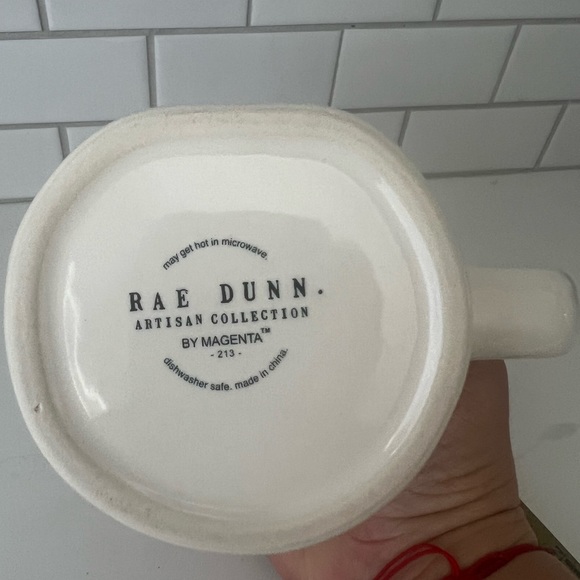 may get hot in microwave.
RAE DUNN.
ARTISAN COLLECTION
BY MAGENTA™
- 213 -
dishwasher safe. made in china.